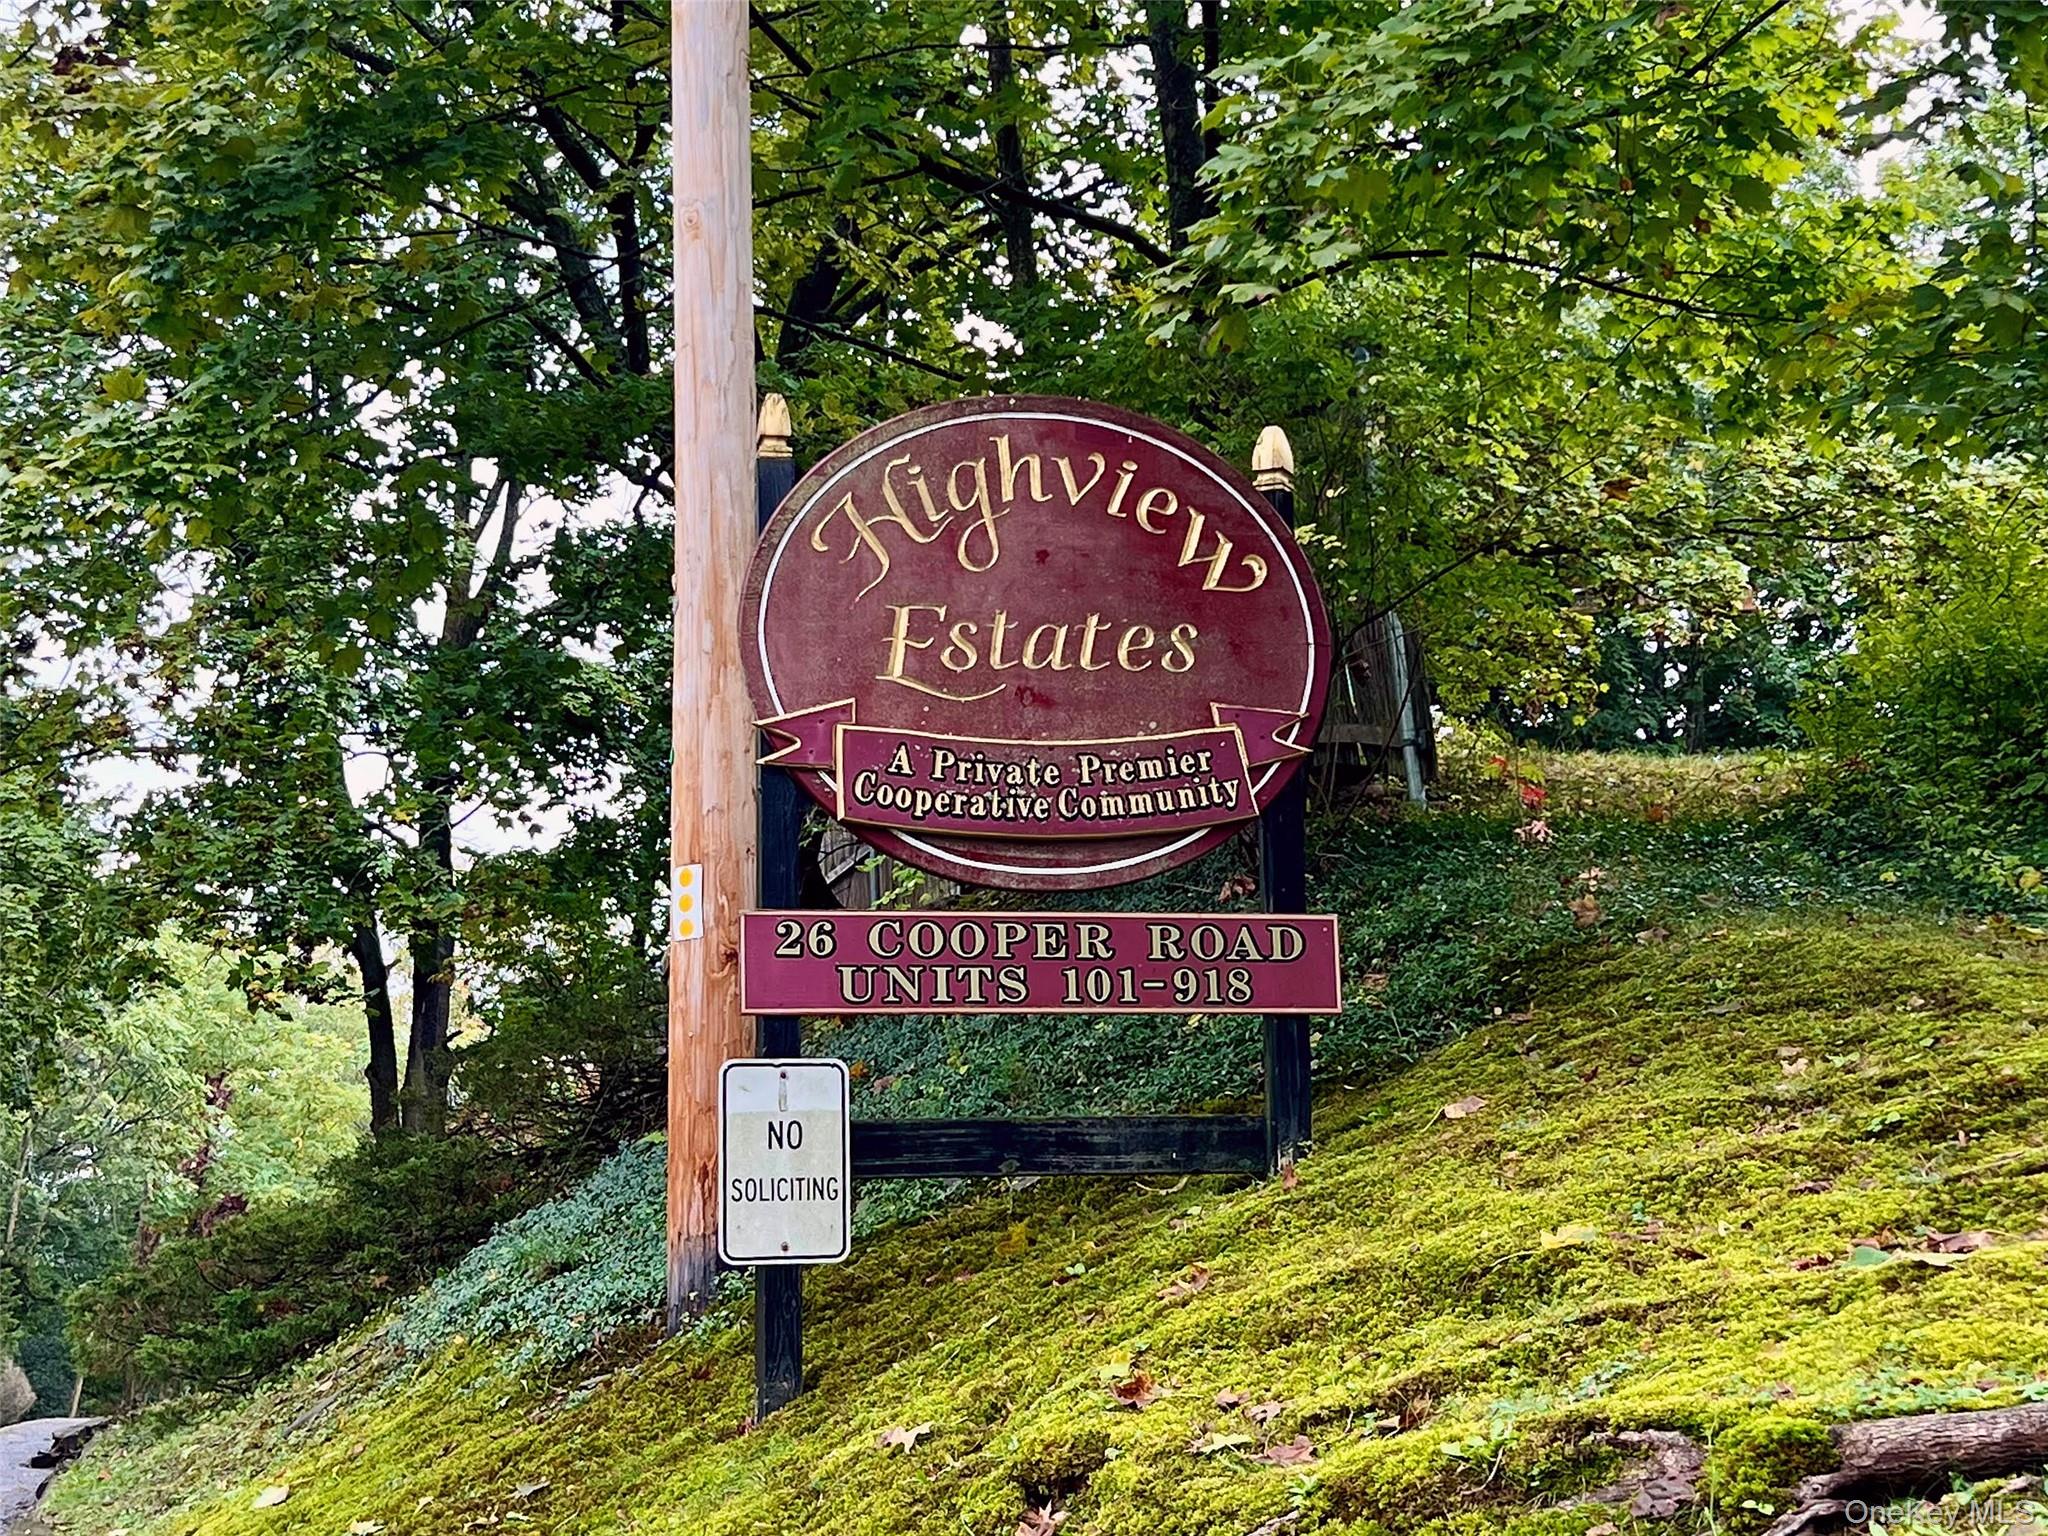 Highview
Estates
A Private Premier
Cooperative Community
26 COOPER ROAD
UNITS 101-918
NO
SOLICITING
OneKey MLS